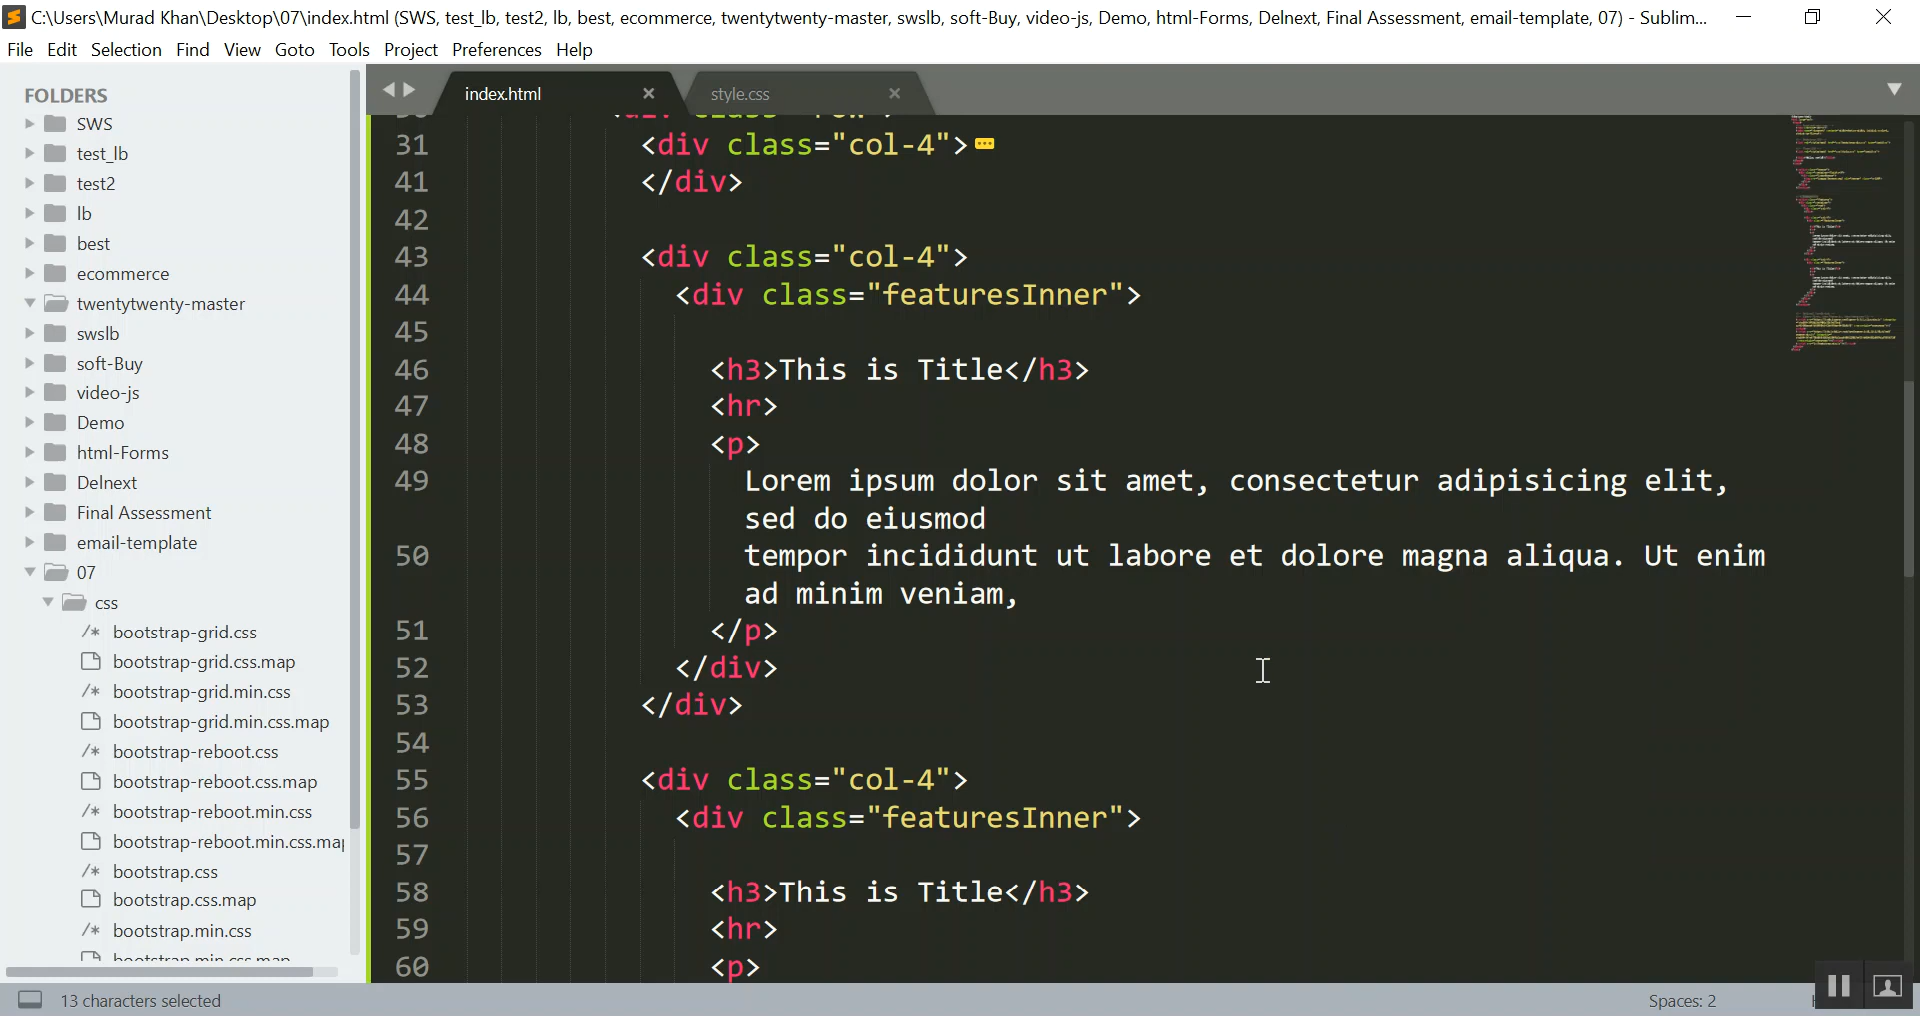 C:\Users\Murad Khan\Desktop\07\index.html (SWS, test_lb, test2, lb, best, ecommerce, twentytwenty-master, swslb, soft-Buy, video-js, Demo, html-Forms, Delnext, Final Assessment, email-template, 07) - Sublim...
File Edit Selection Find View Goto Tools Project Preferences Help
FOLDERS
SWS
test_lb
test2
lb
best
ecommerce
twentytwenty-master
swslb
soft-Buy
video-js
Demo
html-Forms
Delnext
Final Assessment
email-template
07
css
/* bootstrap-grid.css
bootstrap-grid.css.map
/* bootstrap-grid.min.css
bootstrap-grid.min.css.map
/* bootstrap-reboot.css
bootstrap-reboot.css.map
/* bootstrap-reboot.min.css
bootstrap-reboot.min.css.map
/* bootstrap.css
bootstrap.css.map
/* bootstrap.min.css
bootstrap.min.css.map
index.html style.css
31 <div class="col-4">
41 </div>
42
43 <div class="col-4">
44 <div class="featuresInner">
45
46 <h3>This is Title</h3>
47 <hr>
48 <p>
49 Lorem ipsum dolor sit amet, consectetur adipisicing elit,
sed do eiusmod
50 tempor incididunt ut labore et dolore magna aliqua. Ut enim
ad minim veniam,
51 </p>
52 </div>
53 </div>
54
55 <div class="col-4">
56 <div class="featuresInner">
57
58 <h3>This is Title</h3>
59 <hr>
60 <p>
13 characters selected
Spaces: 2